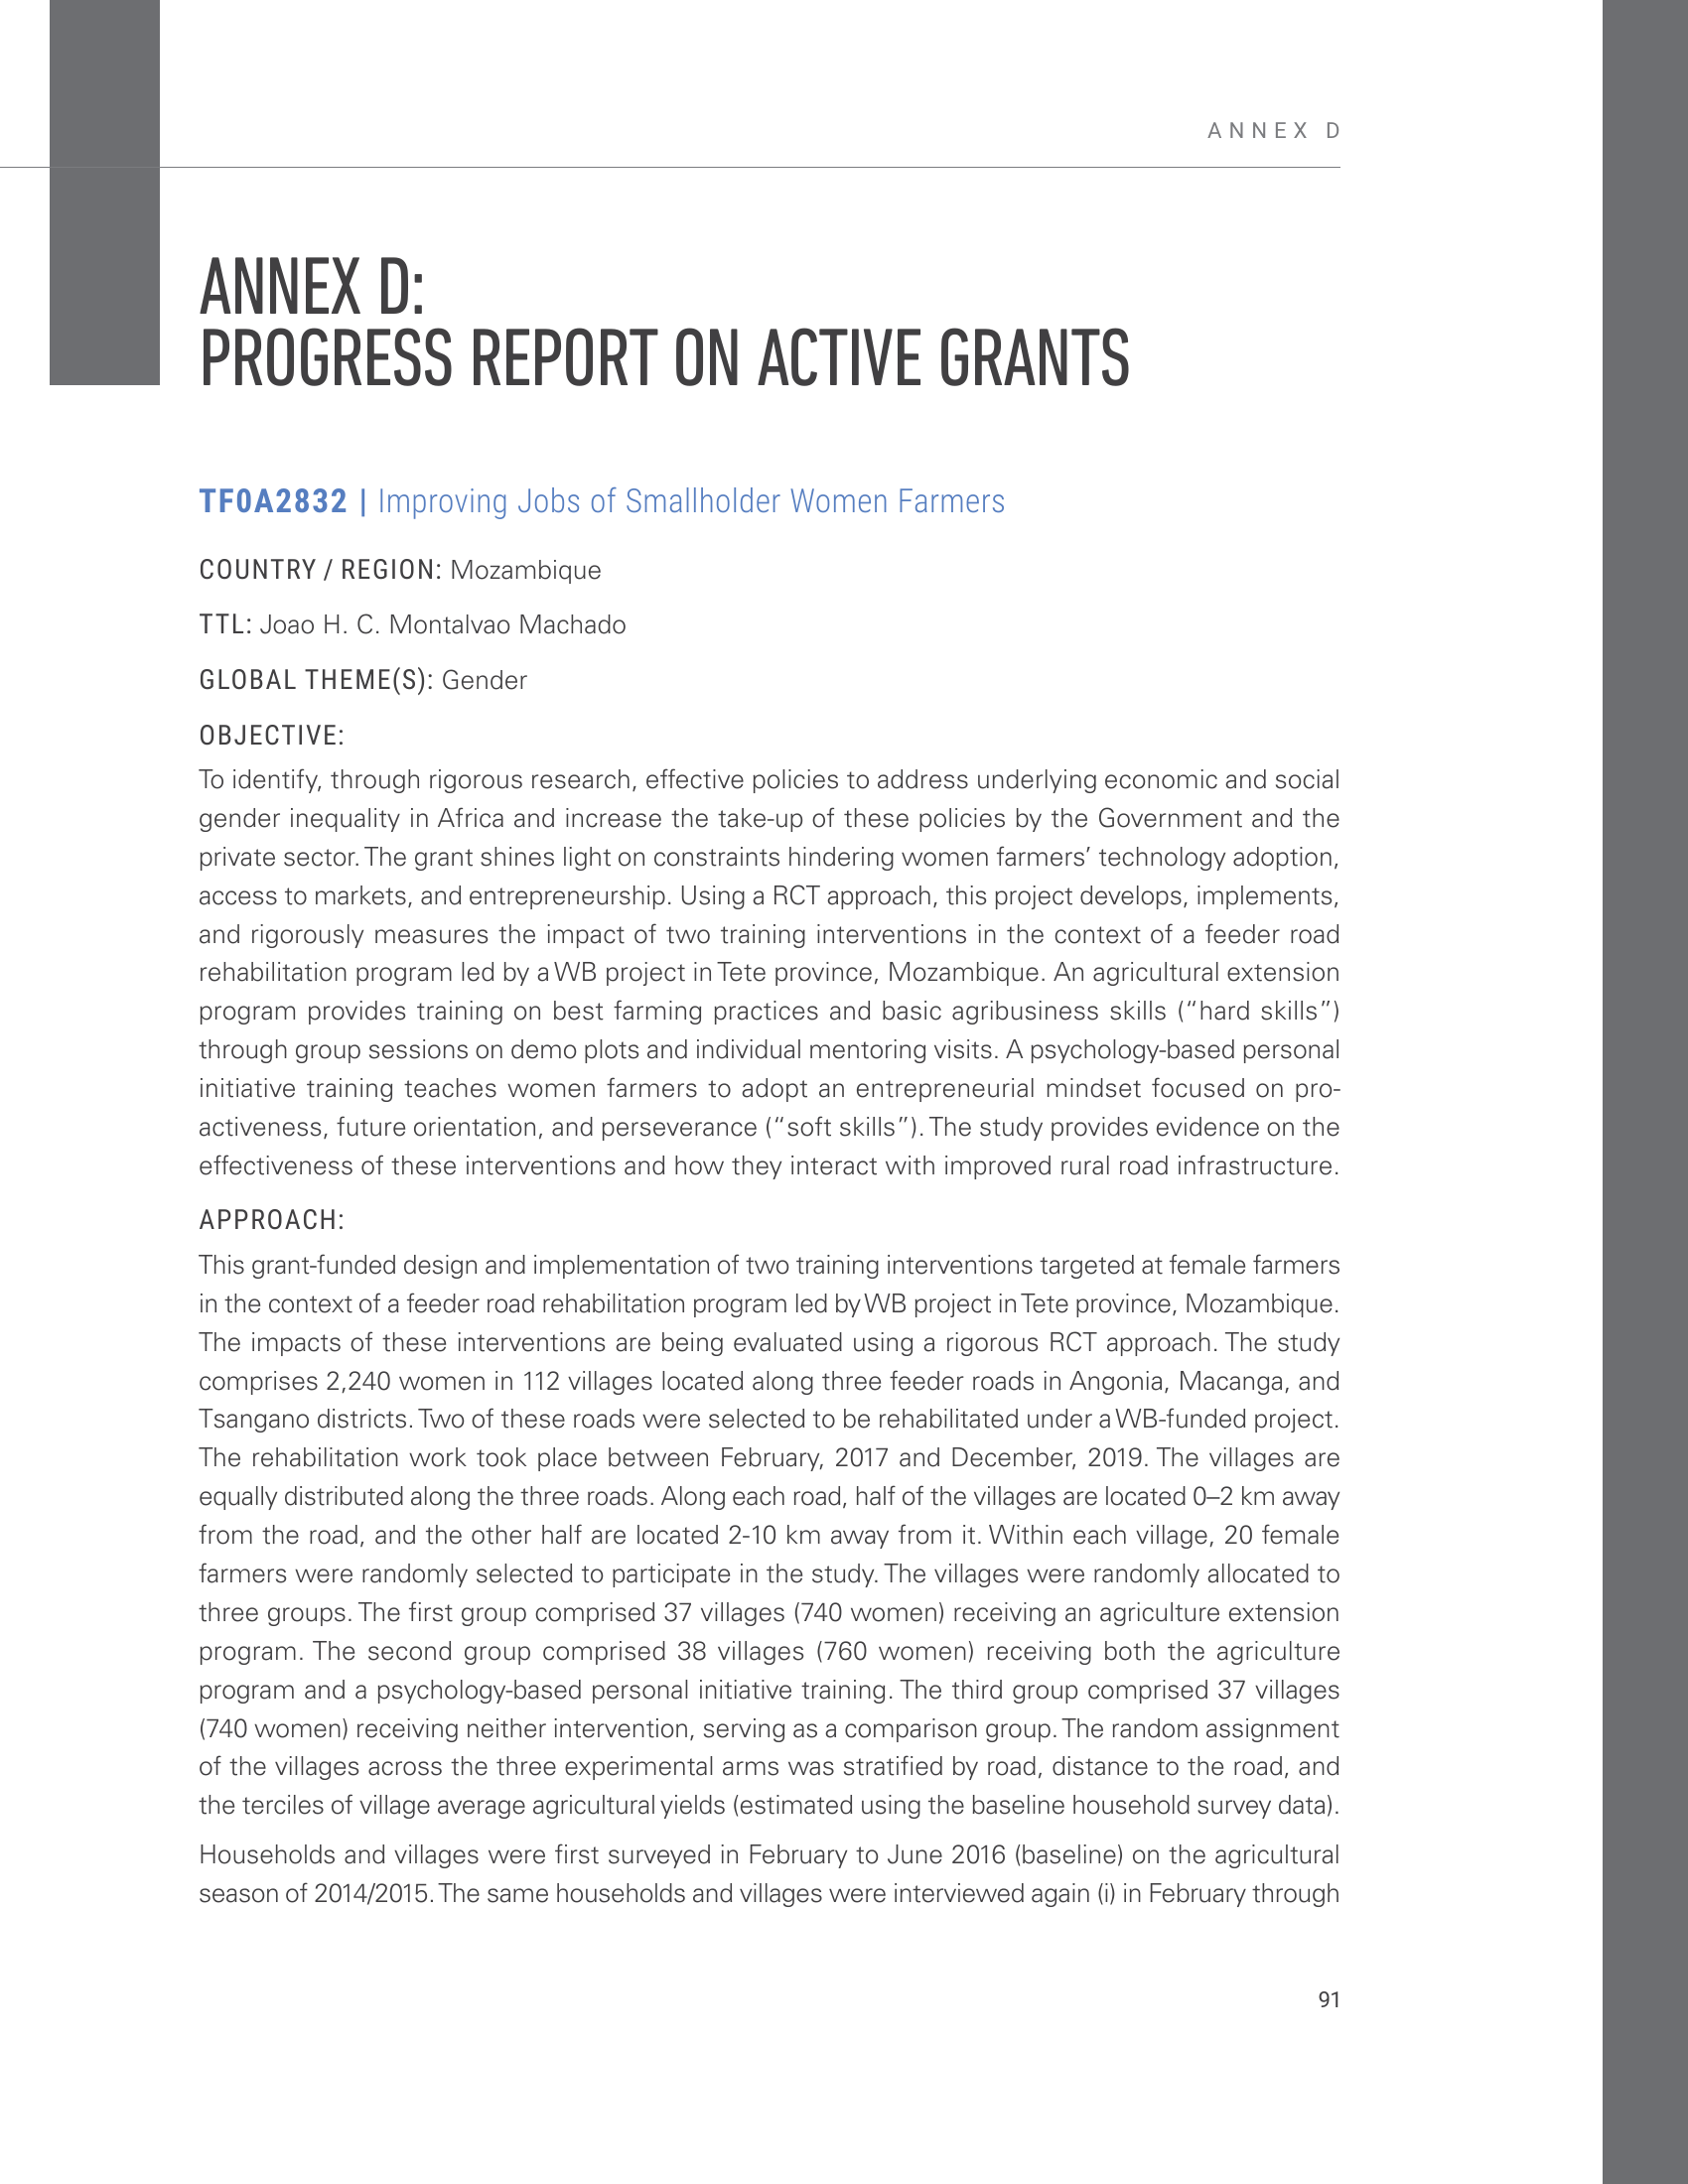 ANNEX D
ANNEX D:
PROGRESS REPORT ON ACTIVE GRANTS
TF0A2832 | Improving Jobs of Smallholder Women Farmers
COUNTRY / REGION: Mozambique
TTL: Joao H. C. Montalvao Machado
GLOBAL THEME(S): Gender
OBJECTIVE:
To identify, through rigorous research, effective policies to address underlying economic and social
gender inequality in Africa and increase the take-up of these policies by the Government and the
private sector. The grant shines light on constraints hindering women farmers’ technology adoption,
access to markets, and entrepreneurship. Using a RCT approach, this project develops, implements,
and rigorously measures the impact of two training interventions in the context of a feeder road
rehabilitation program led by a WB project in Tete province, Mozambique. An agricultural extension
program provides training on best farming practices and basic agribusiness skills (“hard skills”)
through group sessions on demo plots and individual mentoring visits. A psychology-based personal
initiative training teaches women farmers to adopt an entrepreneurial mindset focused on pro-
activeness, future orientation, and perseverance (“soft skills”). The study provides evidence on the
effectiveness of these interventions and how they interact with improved rural road infrastructure.
APPROACH:
This grant-funded design and implementation of two training interventions targeted at female farmers
in the context of a feeder road rehabilitation program led by WB project in Tete province, Mozambique.
The impacts of these interventions are being evaluated using a rigorous RCT approach. The study
comprises 2,240 women in 112 villages located along three feeder roads in Angonia, Macanga, and
Tsangano districts. Two of these roads were selected to be rehabilitated under a WB-funded project.
The rehabilitation work took place between February, 2017 and December, 2019. The villages are
equally distributed along the three roads. Along each road, half of the villages are located 0–2 km away
from the road, and the other half are located 2-10 km away from it. Within each village, 20 female
farmers were randomly selected to participate in the study. The villages were randomly allocated to
three groups. The first group comprised 37 villages (740 women) receiving an agriculture extension
program. The second group comprised 38 villages (760 women) receiving both the agriculture
program and a psychology-based personal initiative training. The third group comprised 37 villages
(740 women) receiving neither intervention, serving as a comparison group. The random assignment
of the villages across the three experimental arms was stratified by road, distance to the road, and
the terciles of village average agricultural yields (estimated using the baseline household survey data).
Households and villages were first surveyed in February to June 2016 (baseline) on the agricultural
season of 2014/2015. The same households and villages were interviewed again (i) in February through
91